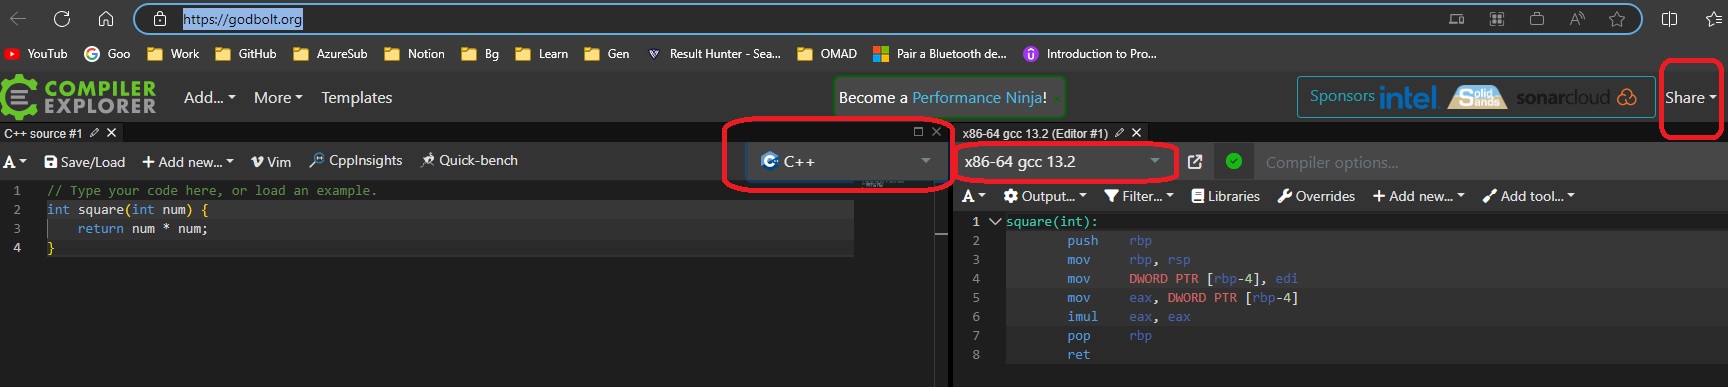 https://godbolt.org
YouTube Goo Work GitHub AzureSub Notion Bg Learn Gen Result Hunter - Sea... OMAD Pair a Bluetooth de... Introduction to Pro...
COMPILER
EXPLORER
Add... More Templates
Become a Performance Ninja!
Sponsors intel. Solid Sands sonarcloud
Share
C++ source #1
A Save/Load + Add new... Vim CppInsights Quick-bench
C++
1 // Type your code here, or load an example.
2 int square(int num) {
3 return num * num;
4 }
x86-64 gcc 13.2 (Editor #1)
x86-64 gcc 13.2
Compiler options...
A Output... Filter... Libraries Overrides + Add new... Add tool...
1 square(int):
2 push rbp
3 mov rbp, rsp
4 mov DWORD PTR [rbp-4], edi
5 mov eax, DWORD PTR [rbp-4]
6 imul eax, eax
7 pop rbp
8 ret